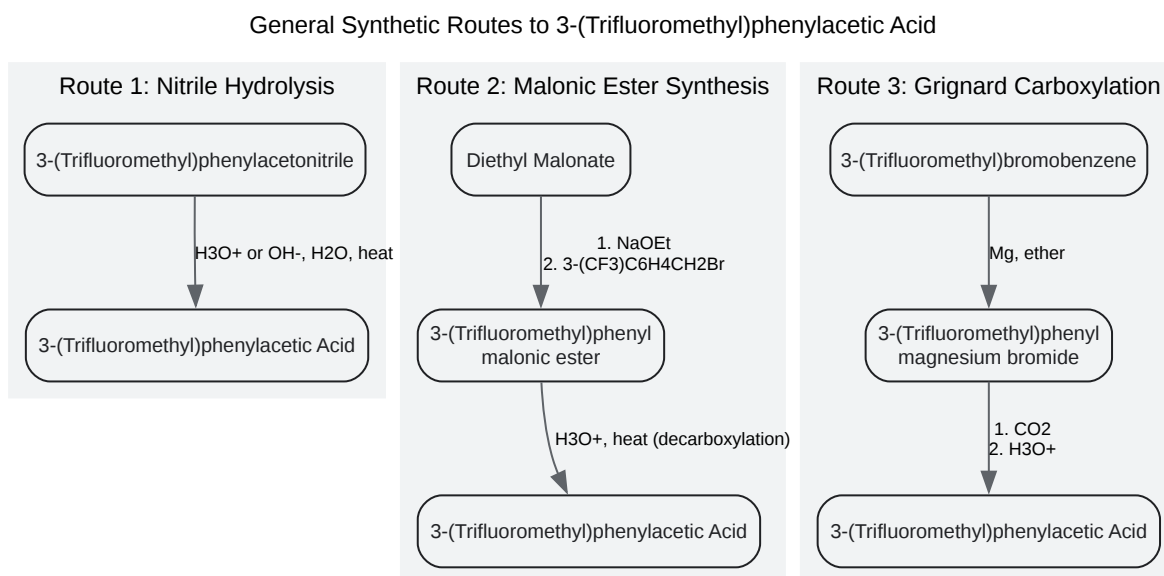 General Synthetic Routes to 3-(Trifluoromethyl)phenylacetic Acid
Route 1: Nitrile Hydrolysis
3-(Trifluoromethyl)phenylacetonitrile
H3O+ or OH-, H2O, heat
3-(Trifluoromethyl)phenylacetic Acid
Route 2: Malonic Ester Synthesis
Diethyl Malonate
1. NaOEt
2. 3-(CF3)C6H4CH2Br
3-(Trifluoromethyl)phenyl
malonic ester
H3O+, heat (decarboxylation)
3-(Trifluoromethyl)phenylacetic Acid
Route 3: Grignard Carboxylation
3-(Trifluoromethyl)bromobenzene
Mg, ether
3-(Trifluoromethyl)phenyl
magnesium bromide
1. CO2
2. H3O+
3-(Trifluoromethyl)phenylacetic Acid